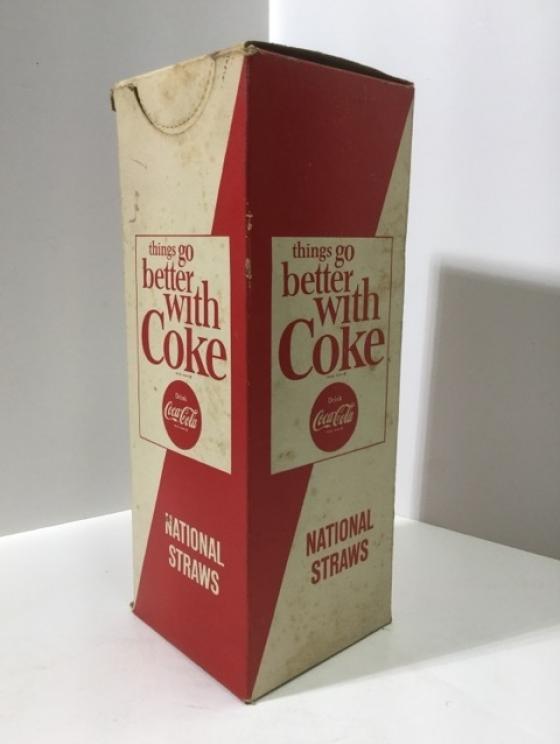 things go
better
with
Coke
Drink
Coca-Cola
NATIONAL
STRAWS
things go
better
with
Coke
Drink
Coca-Cola
NATIONAL
STRAWS